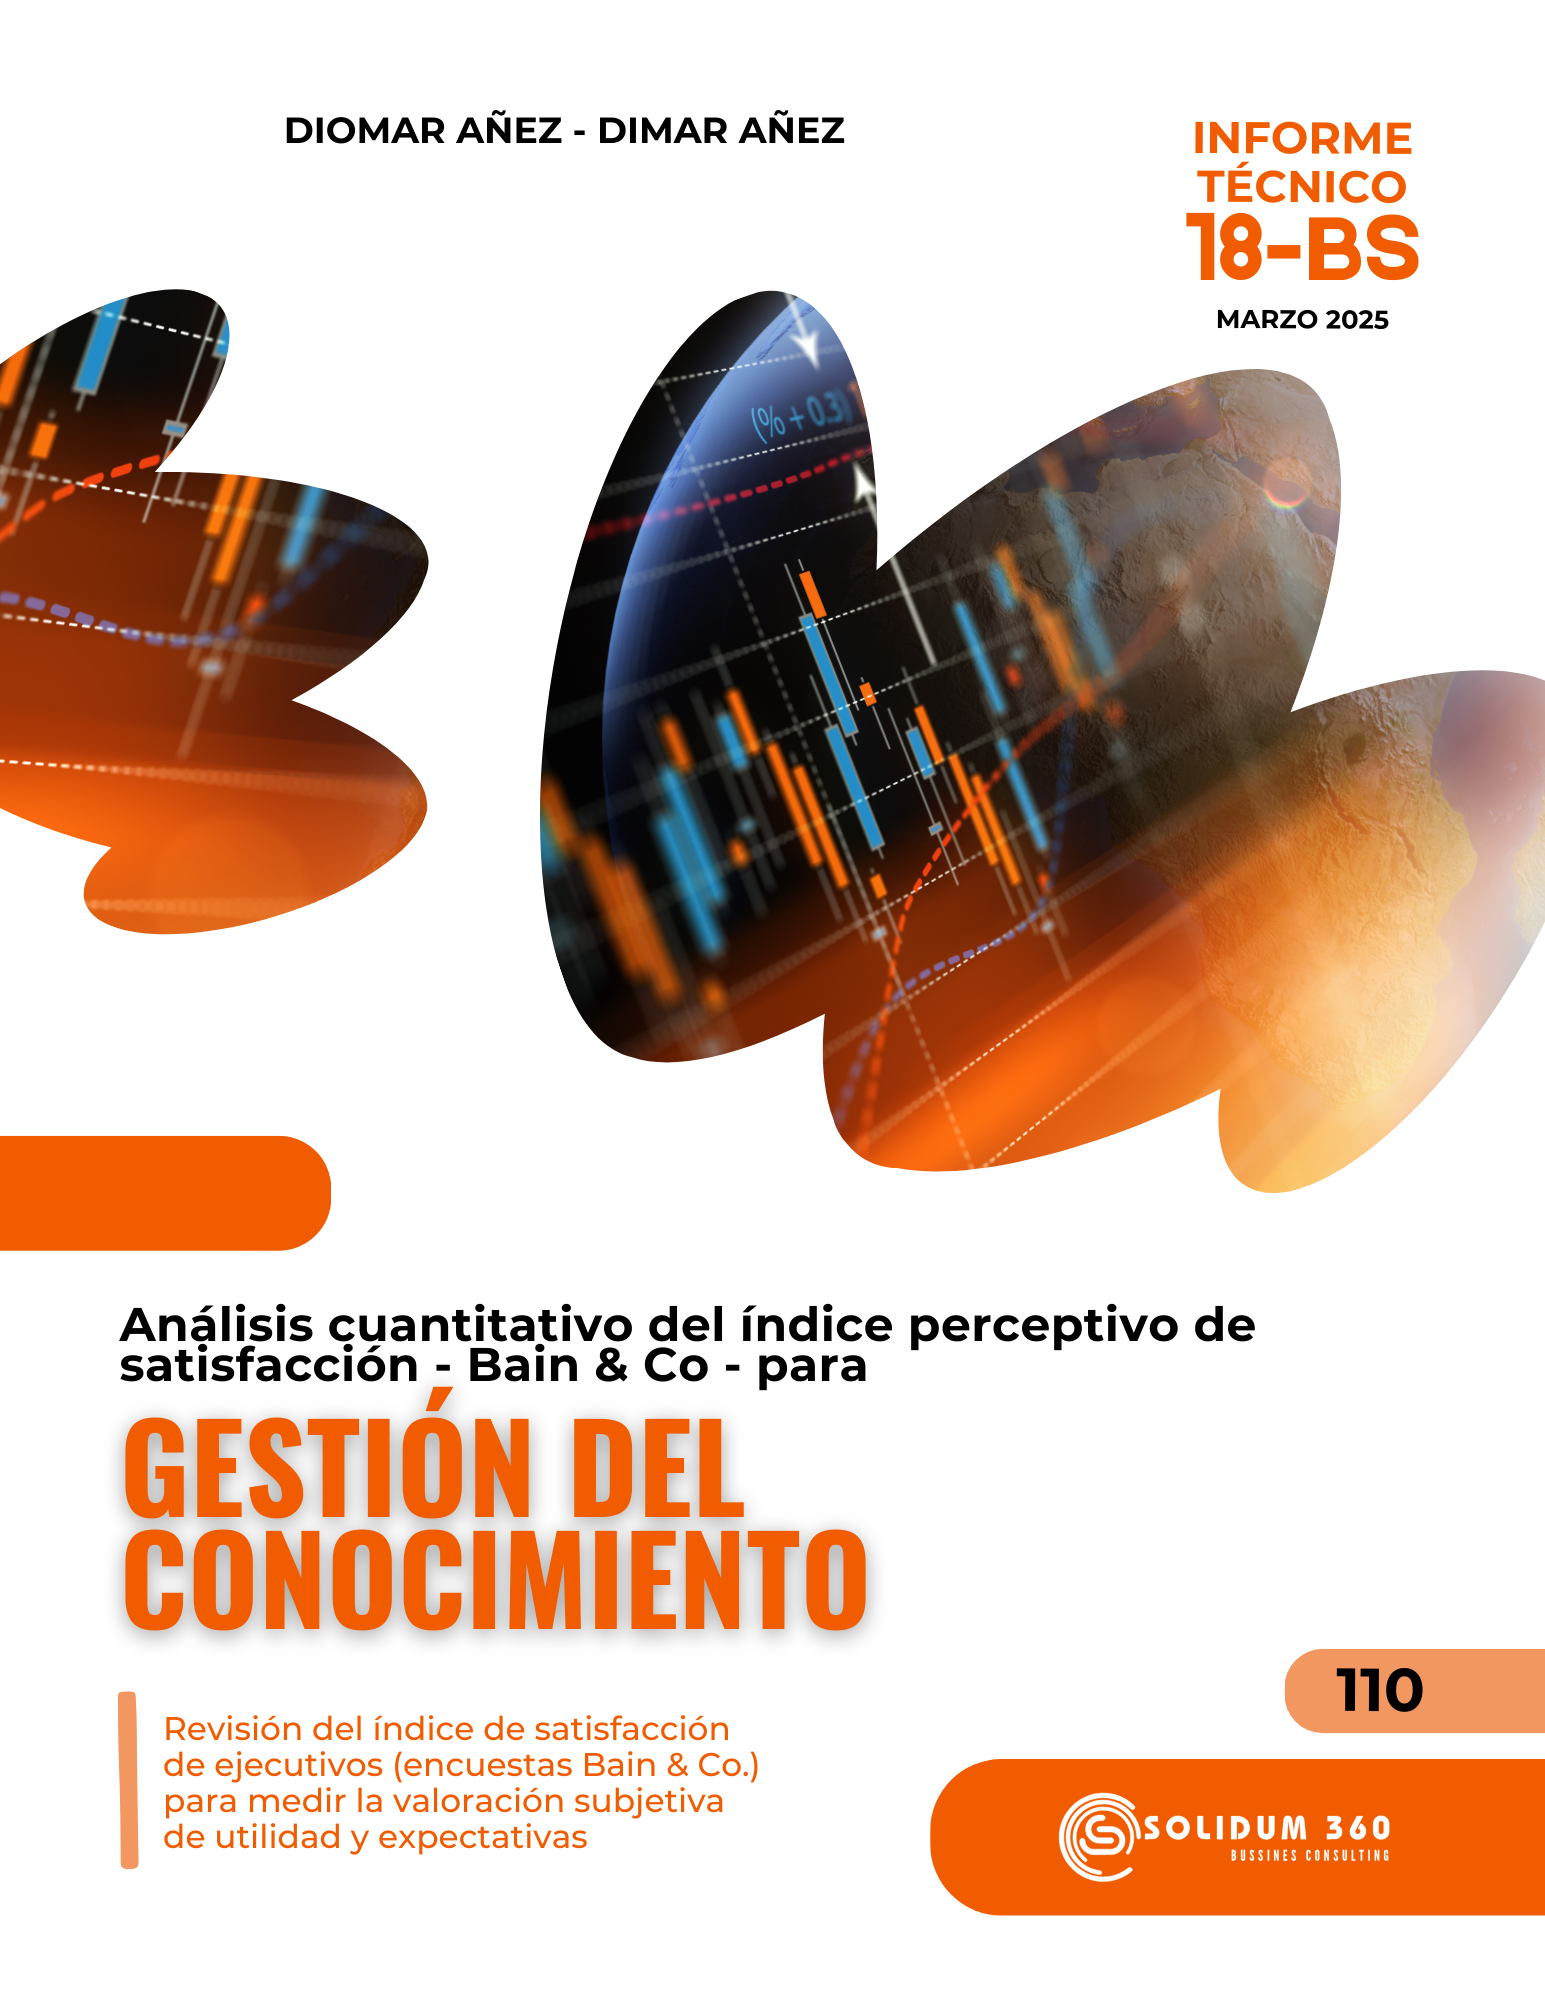 DIOMAR AÑEZ - DIMAR AÑEZ
INFORME
TÉCNICO
18-BS
MARZO 2025
(% + 0.3)
Análisis cuantitativo del índice perceptivo de
satisfacción - Bain & Co - para
GESTIÓN DEL
CONOCIMIENTO
Revisión del índice de satisfacción
de ejecutivos (encuestas Bain & Co.)
para medir la valoración subjetiva
de utilidad y expectativas
110
SOLIDUM 360
BUSSINES CONSULTING